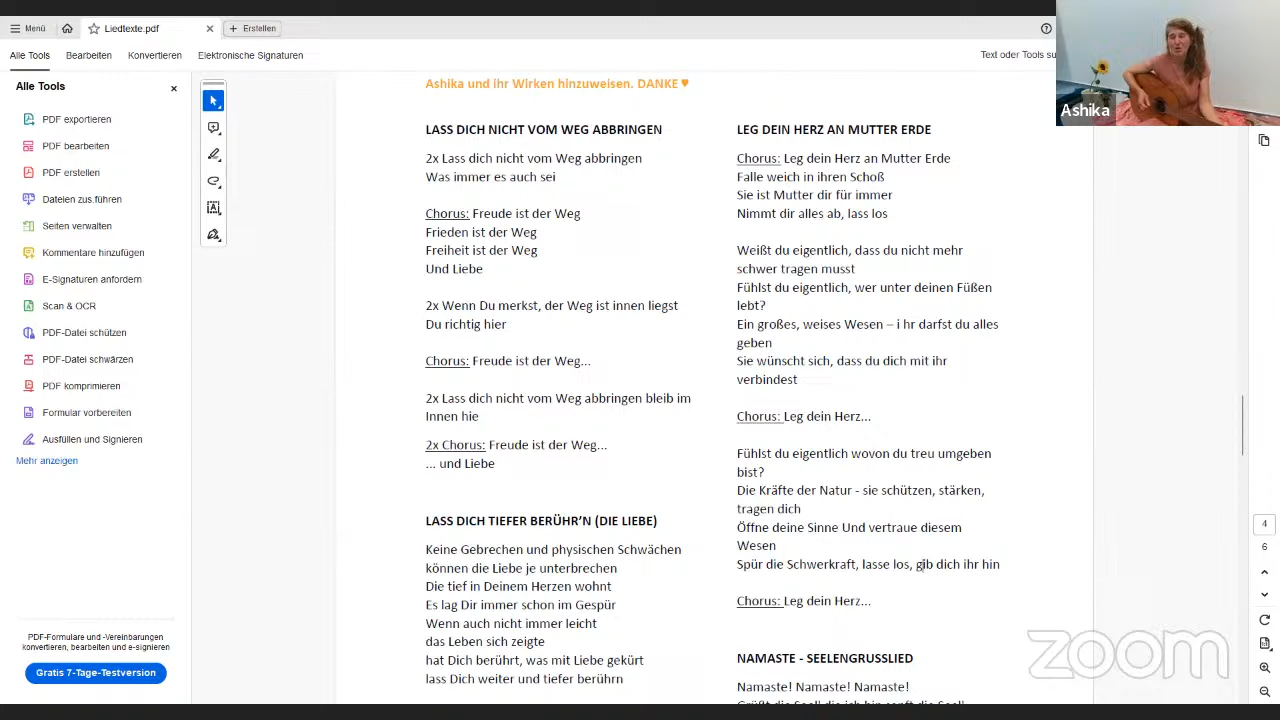 Menü
Liedtexte.pdf
Erstellen
Alle Tools
Bearbeiten
Konvertieren
Elektronische Signaturen
Text oder Tools su
Ashika
Alle Tools
PDF exportieren
PDF bearbeiten
PDF erstellen
Dateien zus.führen
Seiten verwalten
Kommentare hinzufügen
E-Signaturen anfordern
Scan & OCR
PDF-Datei schützen
PDF-Datei schwärzen
PDF komprimieren
Formular vorbereiten
Ausfüllen und Signieren
Mehr anzeigen
PDF-Formulare und -Vereinbarungen
konvertieren, bearbeiten und e-signieren
Gratis 7-Tage-Testversion
Ashika und ihr Wirken hinzuweisen. DANKE ♥
LASS DICH NICHT VOM WEG ABBRINGEN
2x Lass dich nicht vom Weg abbringen
Was immer es auch sei
Chorus: Freude ist der Weg
Frieden ist der Weg
Freiheit ist der Weg
Und Liebe
2x Wenn Du merkst, der Weg ist innen liegst
Du richtig hier
Chorus: Freude ist der Weg...
2x Lass dich nicht vom Weg abbringen bleib im
Innen hie
2x Chorus: Freude ist der Weg...
... und Liebe
LASS DICH TIEFER BERÜHR’N (DIE LIEBE)
Keine Gebrechen und physischen Schwächen
können die Liebe je unterbrechen
Die tief in Deinem Herzen wohnt
Es lag Dir immer schon im Gespür
Wenn auch nicht immer leicht
das Leben sich zeigte
hat Dich berührt, was mit Liebe gekürt
lass Dich weiter und tiefer berührn
LEG DEIN HERZ AN MUTTER ERDE
Chorus: Leg dein Herz an Mutter Erde
Falle weich in ihren Schoß
Sie ist Mutter dir für immer
Nimmt dir alles ab, lass los
Weißt du eigentlich, dass du nicht mehr
schwer tragen musst
Fühlst du eigentlich, wer unter deinen Füßen
lebt?
Ein großes, weises Wesen – i hr darfst du alles
geben
Sie wünscht sich, dass du dich mit ihr
verbindest
Chorus: Leg dein Herz...
Fühlst du eigentlich wovon du treu umgeben
bist?
Die Kräfte der Natur - sie schützen, stärken,
tragen dich
Öffne deine Sinne Und vertraue diesem
Wesen
Spür die Schwerkraft, lasse los, gib dich ihr hin
Chorus: Leg dein Herz...
NAMASTE - SEELENGRUSSLIED
Namaste! Namaste! Namaste!
4
6
zoom